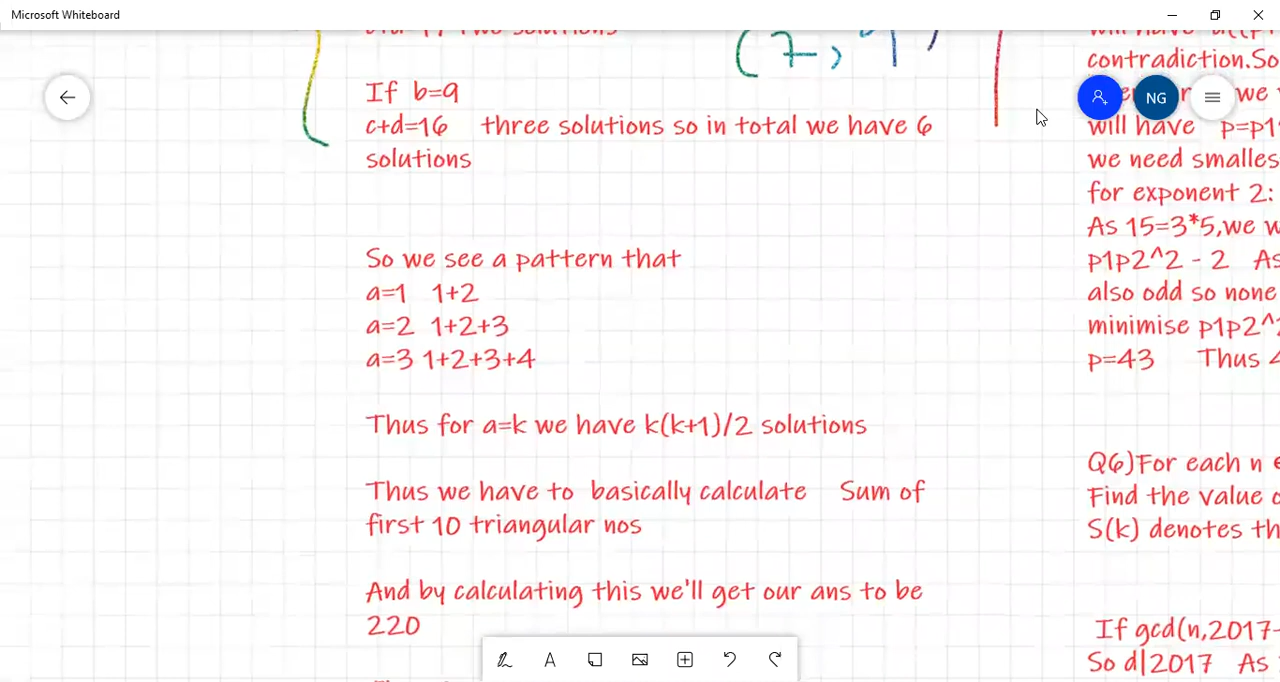 Microsoft Whiteboard
(7, 9,
If b=9
c+d=16 three solutions so in total we have 6
solutions
So we see a pattern that
a=1 1+2
a=2 1+2+3
a=3 1+2+3+4
Thus for a=k we have k(k+1)/2 solutions
Thus we have to basically calculate Sum of
first 10 triangular nos
And by calculating this we'll get our ans to be
220
contradiction.So
NG
we
will have p=p1
we need smalles
for exponent 2:
As 15=3*5,we w
p1p2^2 - 2 As
also odd so none
minimise p1p2^
p=43 Thus
Q6)For each n
Find the value
S(k) denotes th
If gcd(n,2017-
So d|2017 As